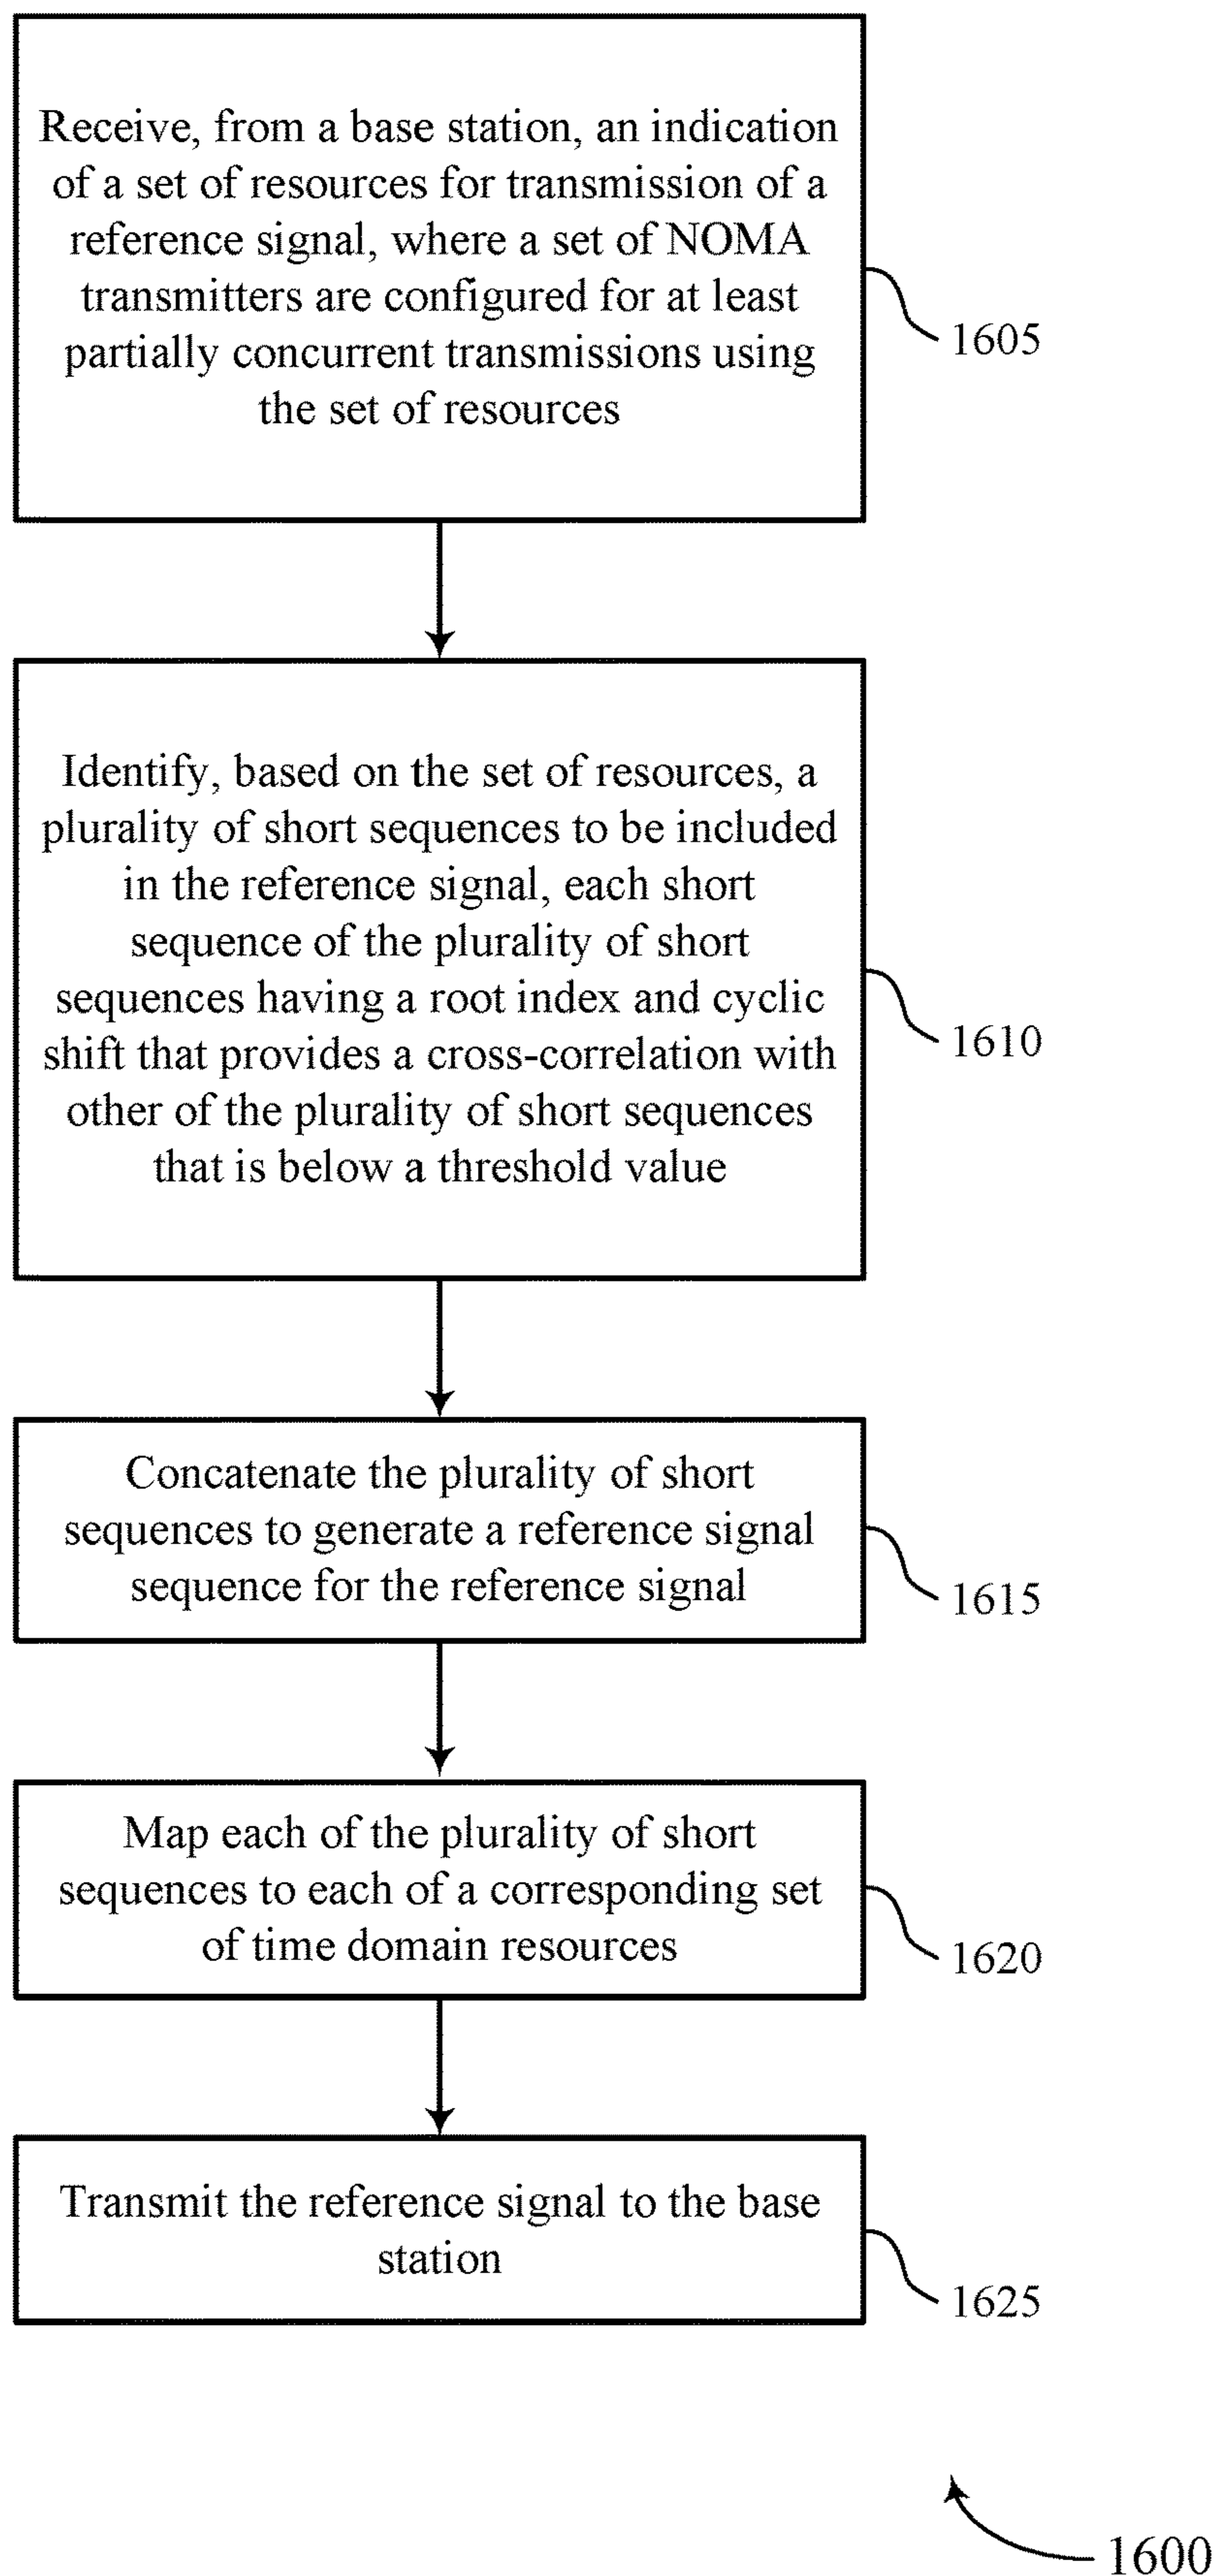 Receive, from a base station, an indication
of a set of resources for transmission of a
reference signal, where a set of NOMA
transmitters are configured for at least
partially concurrent transmissions using
the set of resources
1605
Identify, based on the set of resources, a
plurality of short sequences to be included
in the reference signal, each short
sequence of the plurality of short
sequences having a root index and cyclic
shift that provides a cross-correlation with
other of the plurality of short sequences
that is below a threshold value
1610
Concatenate the plurality of short
sequences to generate a reference signal
sequence for the reference signal
1615
Map each of the plurality of short
sequences to each of a corresponding set
of time domain resources
1620
Transmit the reference signal to the base
station
1625
1600